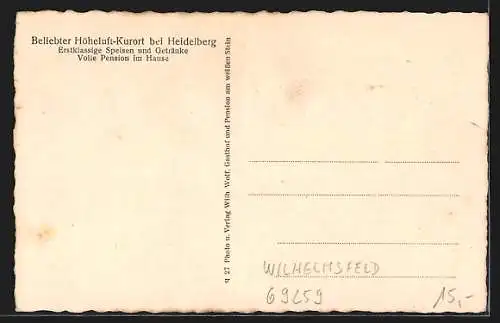 Beliebter Höheluft-Kurort bei Heidelberg
Erstklassige Speisen und Getränke
Volle Pension im Hause
q 27 Photo u. Verlag Wilh. Wolf, Gasthof und Pension am weißen Stein
WILHELMSFELD
69259
15,-